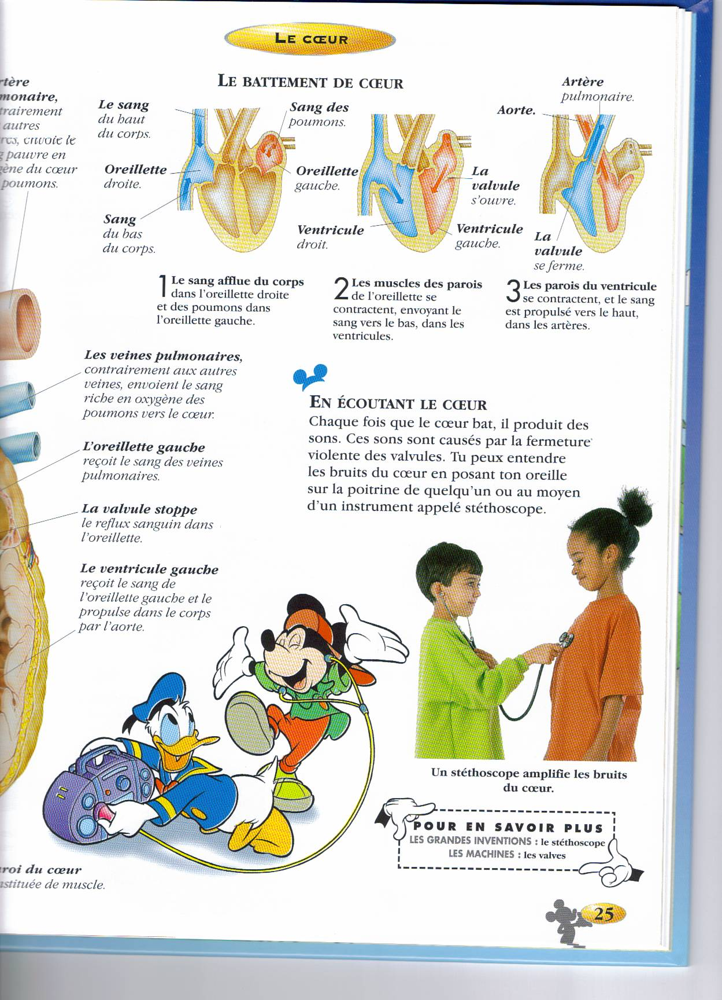 LE CŒUR
LE BATTEMENT DE CŒUR
Le sang
du haut
du corps.
Sang des
poumons.
Oreillette
droite.
Oreillette
gauche.
Sang
du bas
du corps.
La
valvule
s'ouvre.
Ventricule
droit.
Ventricule
gauche.
Aorte.
Artère
pulmonaire.
La
valvule
se ferme.
1 Le sang afflue du corps
dans l'oreillette droite
et des poumons dans
l'oreillette gauche.
2 Les muscles des parois
de l'oreillette se
contractent, envoyant le
sang vers le bas, dans les
ventricules.
3 Les parois du ventricule
se contractent, et le sang
est propulsé vers le haut,
dans les artères.
autres
envoie le
pauvre en
du cœur
poumons.
Les veines pulmonaires,
contrairement aux autres
veines, envoient le sang
riche en oxygène des
poumons vers le cœur.
L'oreillette gauche
reçoit le sang des veines
pulmonaires.
La valvule stoppe
le reflux sanguin dans
l'oreillette.
Le ventricule gauche
reçoit le sang de
l'oreillette gauche et le
propulse dans le corps
par l'aorte.
du cœur
de muscle.
EN ÉCOUTANT LE CŒUR
Chaque fois que le cœur bat, il produit des
sons. Ces sons sont causés par la fermeture
violente des valvules. Tu peux entendre
les bruits du cœur en posant ton oreille
sur la poitrine de quelqu'un ou au moyen
d'un instrument appelé stéthoscope.
Un stéthoscope amplifie les bruits
du cœur.
POUR EN SAVOIR PLUS
LES GRANDES INVENTIONS : le stéthoscope
LES MACHINES : les valves
25